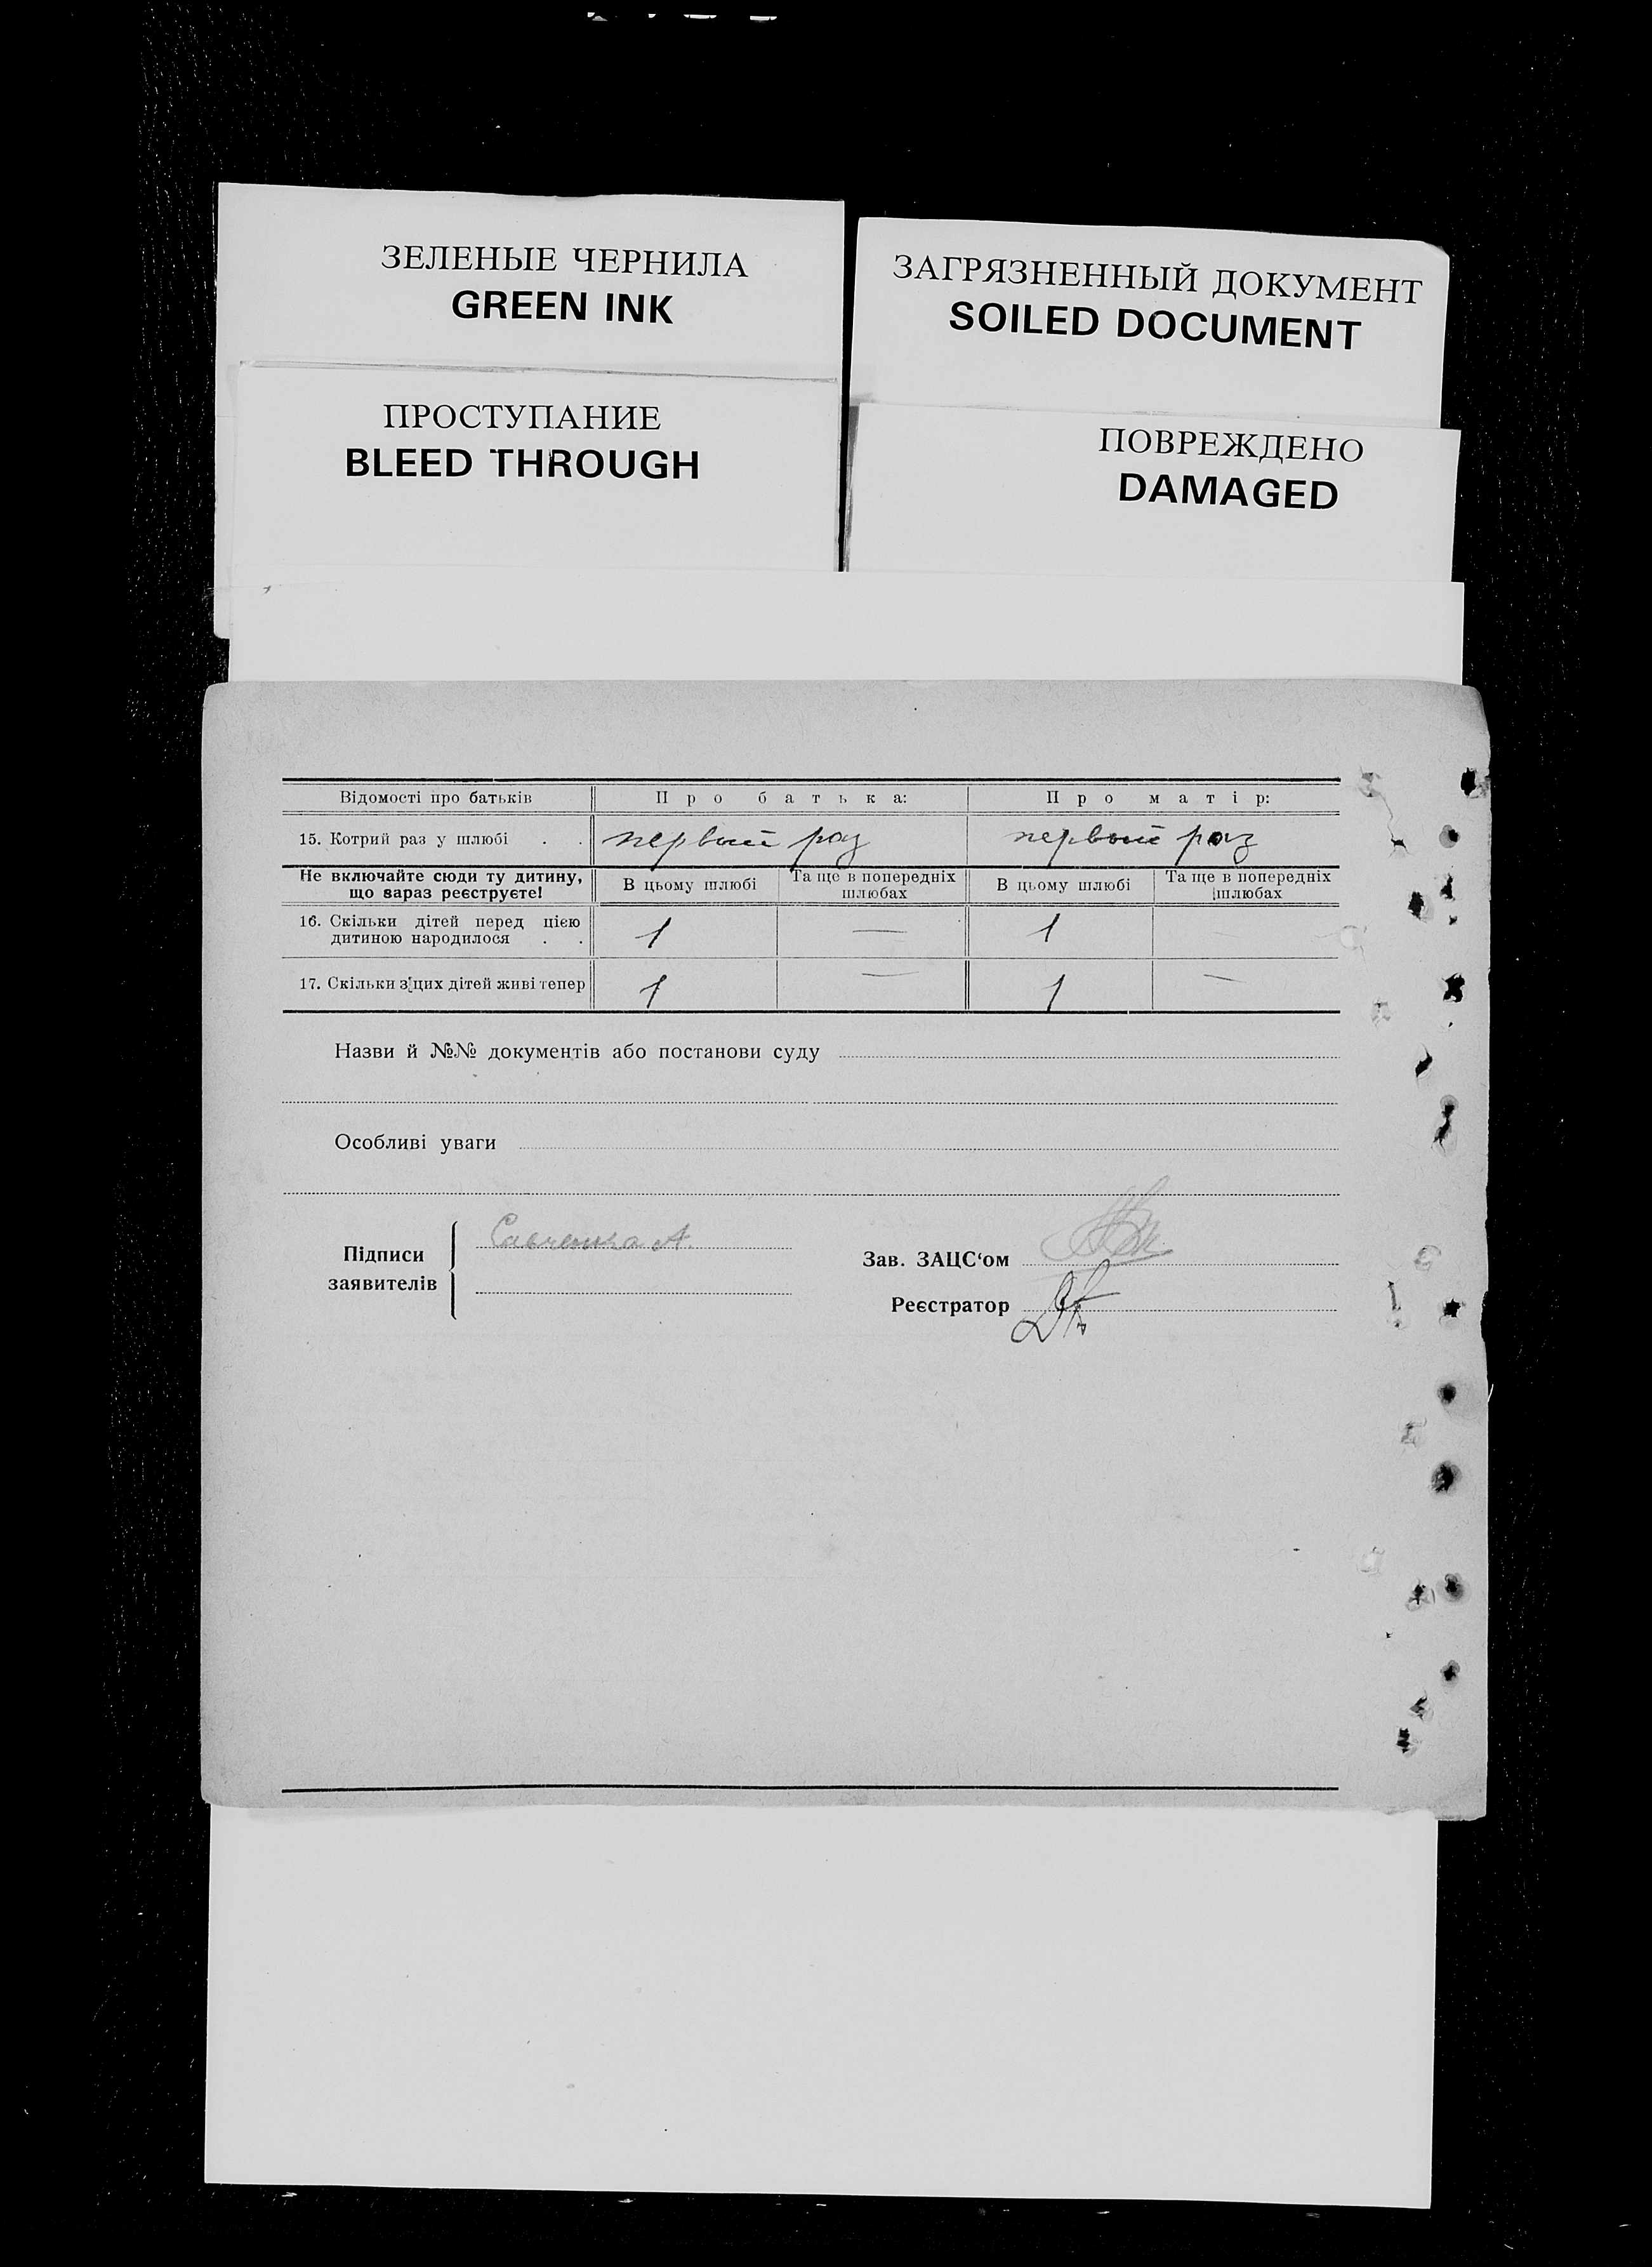 ЗЕЛЕНЫЕ ЧЕРНИЛА
GREEN INK
ЗАГРЯЗНЕННЫЙ ДОКУМЕНТ
SOILED DOCUMENT
ПРОСТУПАНИЕ
BLEED THROUGH
ПОВРЕЖДЕНО
DAMAGED
Відомості про батьків Про батька: Про матір:
15. Котрий раз у шлюбі . . первый раз первый раз
Не включайте сюди ту дитину, що зараз реєструєте! В цьому шлюбі Та ще в попередніх шлюбах В цьому шлюбі Та ще в попередніх шлюбах
16. Скільки дітей перед цією
дитиною народилося . . 1 — 1 —
17. Скільки з цих дітей живі тепер 1 — 1 —
Назви й №№ документів або постанови суду
Особливі уваги
Підписи заявителів
Савченко А.
Зав. ЗАЦС‘ом
Реєстратор